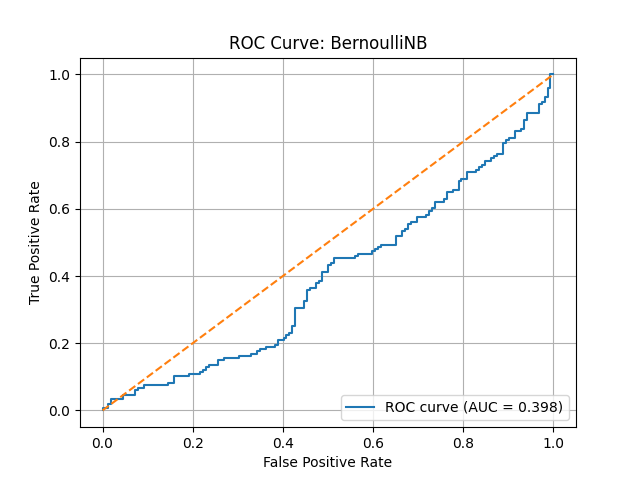 ROC Curve: BernoulliNB
True Positive Rate
1.0
0.8
0.6
0.4
0.2
0.0
ROC curve (AUC = 0.398)
0.0 0.2 0.4 0.6 0.8 1.0
False Positive Rate